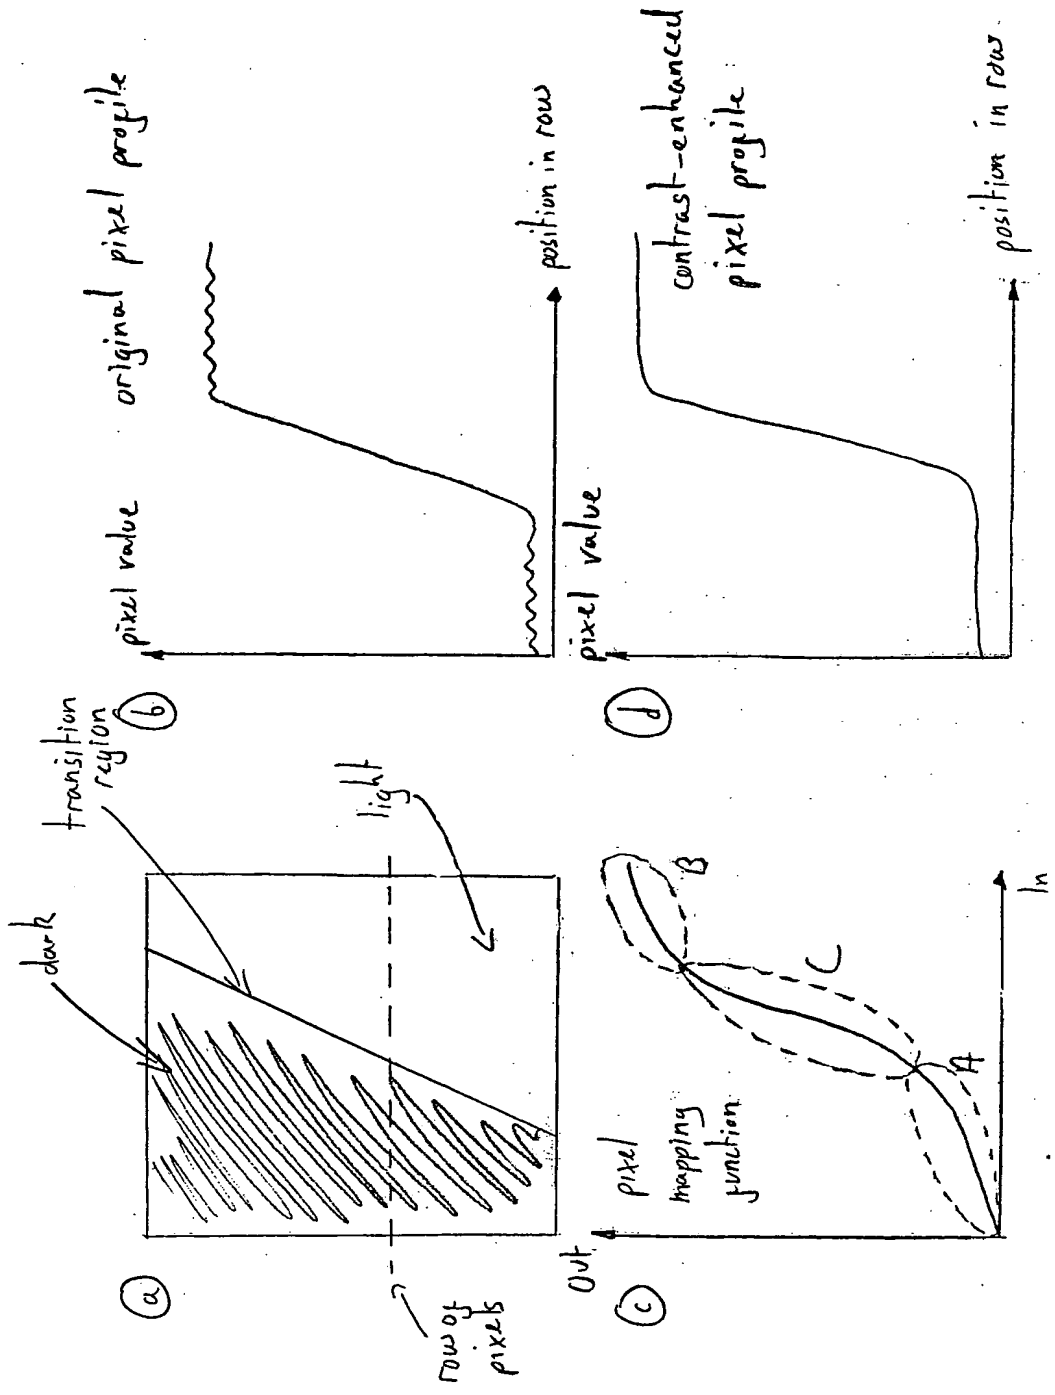 (a)
dark
transition
region
light
row of
pixels
(b)
pixel value
original pixel profile
position in row
(c)
Out
pixel
mapping
function
A
C
B
In
(d)
pixel value
contrast-enhanced
pixel profile
position in row